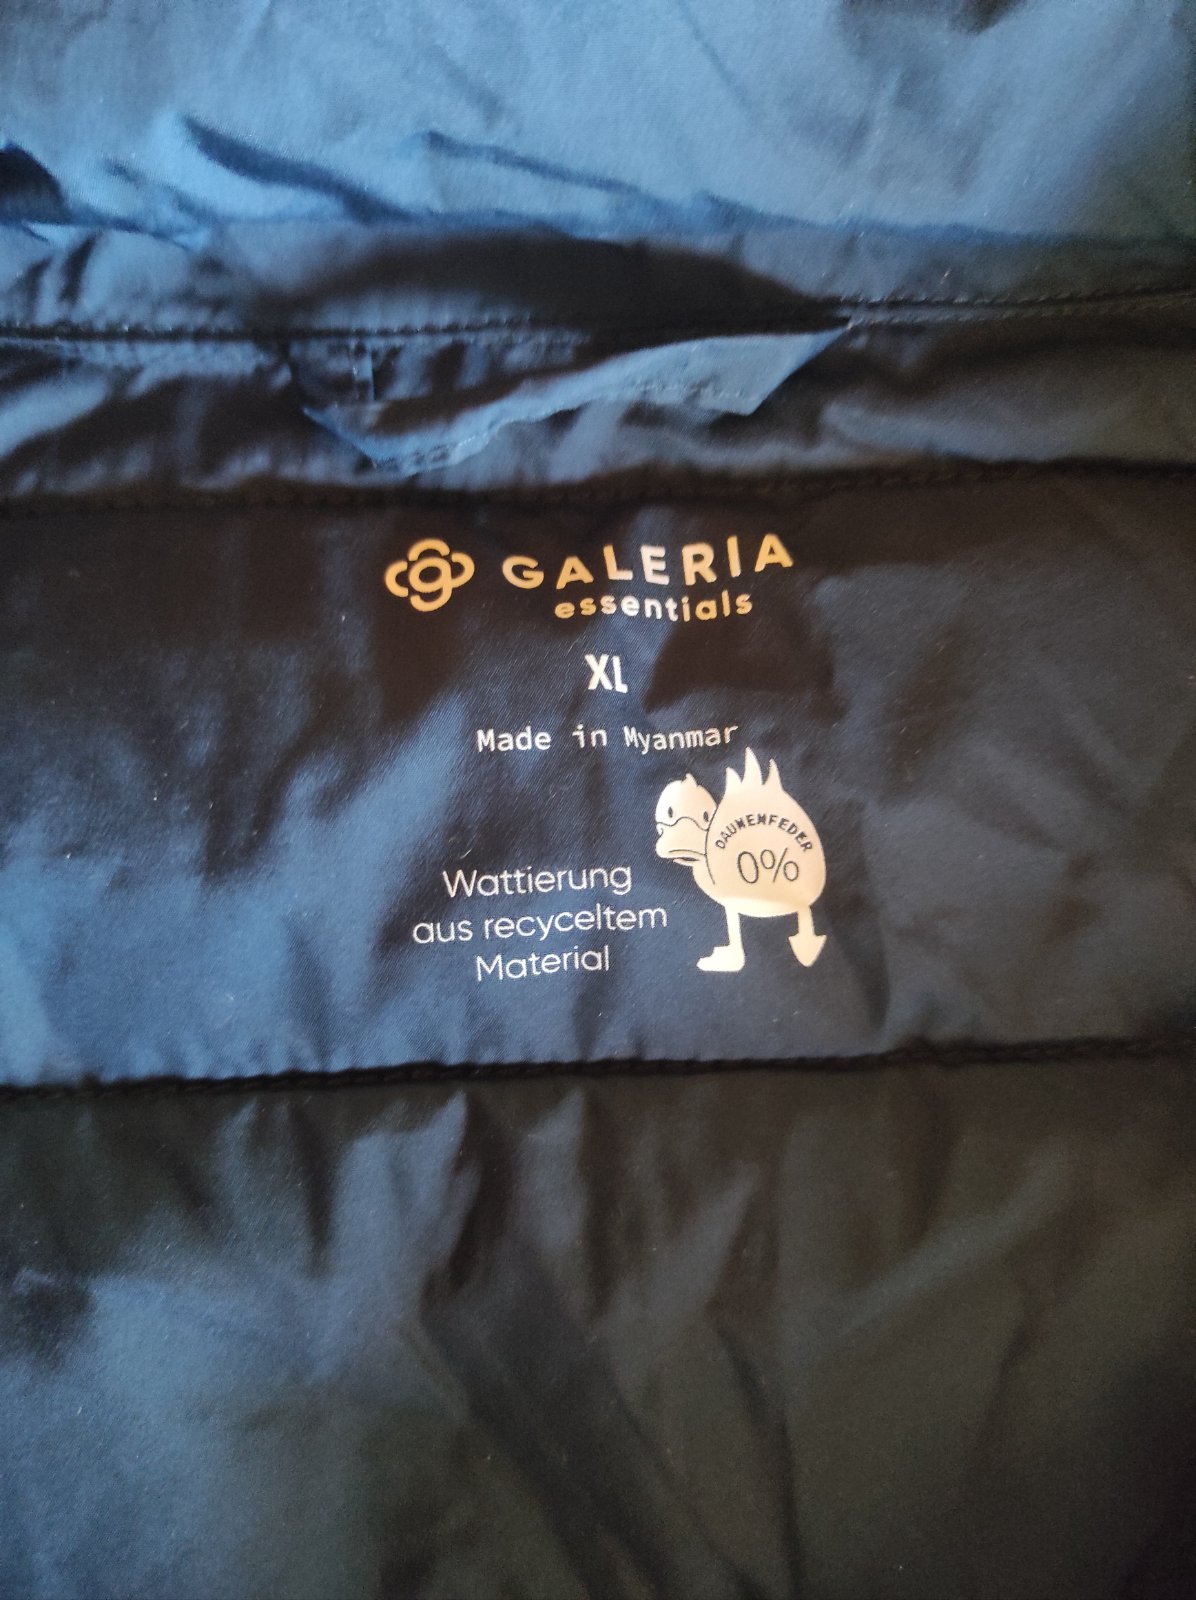 GALERIA
essentials
XL
Made in Myanmar
DAUNENFEDER
0%
Wattierung
aus recyceltem
Material